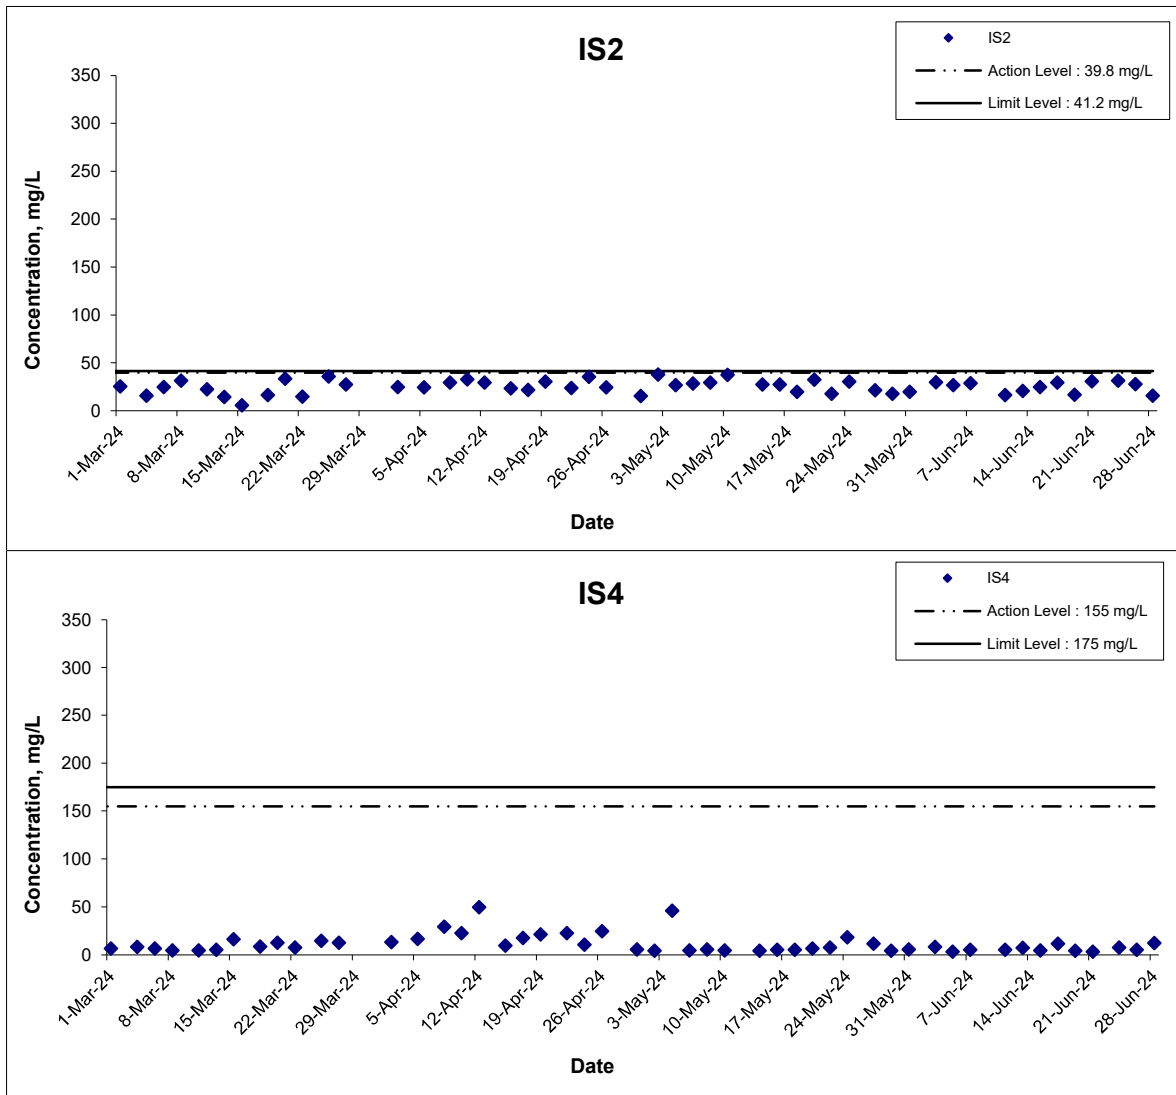 IS2
IS2
Action Level : 39.8 mg/L
Limit Level : 41.2 mg/L
Concentration, mg/L
350
300
250
200
150
100
50
0
1-Mar-24
8-Mar-24
15-Mar-24
22-Mar-24
29-Mar-24
5-Apr-24
12-Apr-24
19-Apr-24
26-Apr-24
3-May-24
10-May-24
17-May-24
24-May-24
31-May-24
7-Jun-24
14-Jun-24
21-Jun-24
28-Jun-24
Date
IS4
IS4
Action Level : 155 mg/L
Limit Level : 175 mg/L
Concentration, mg/L
350
300
250
200
150
100
50
0
1-Mar-24
8-Mar-24
15-Mar-24
22-Mar-24
29-Mar-24
5-Apr-24
12-Apr-24
19-Apr-24
26-Apr-24
3-May-24
10-May-24
17-May-24
24-May-24
31-May-24
7-Jun-24
14-Jun-24
21-Jun-24
28-Jun-24
Date